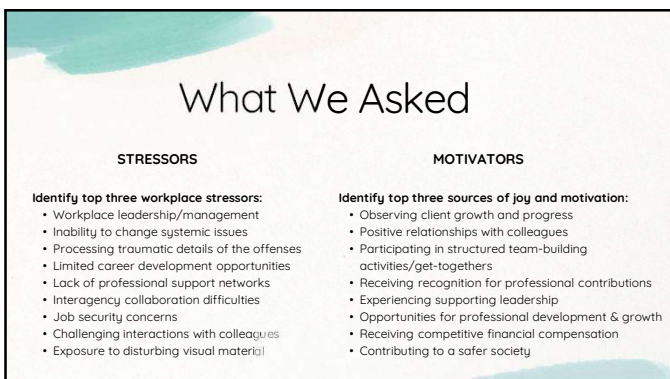 What We Asked
STRESSORS
Identify top three workplace stressors:
• Workplace leadership/management
• Inability to change systemic issues
• Processing traumatic details of the offenses
• Limited career development opportunities
• Lack of professional support networks
• Interagency collaboration difficulties
• Job security concerns
• Challenging interactions with colleagues
• Exposure to disturbing visual material
MOTIVATORS
Identify top three sources of joy and motivation:
• Observing client growth and progress
• Positive relationships with colleagues
• Participating in structured team-building
activities/get-togethers
• Receiving recognition for professional contributions
• Experiencing supporting leadership
• Opportunities for professional development & growth
• Receiving competitive financial compensation
• Contributing to a safer society